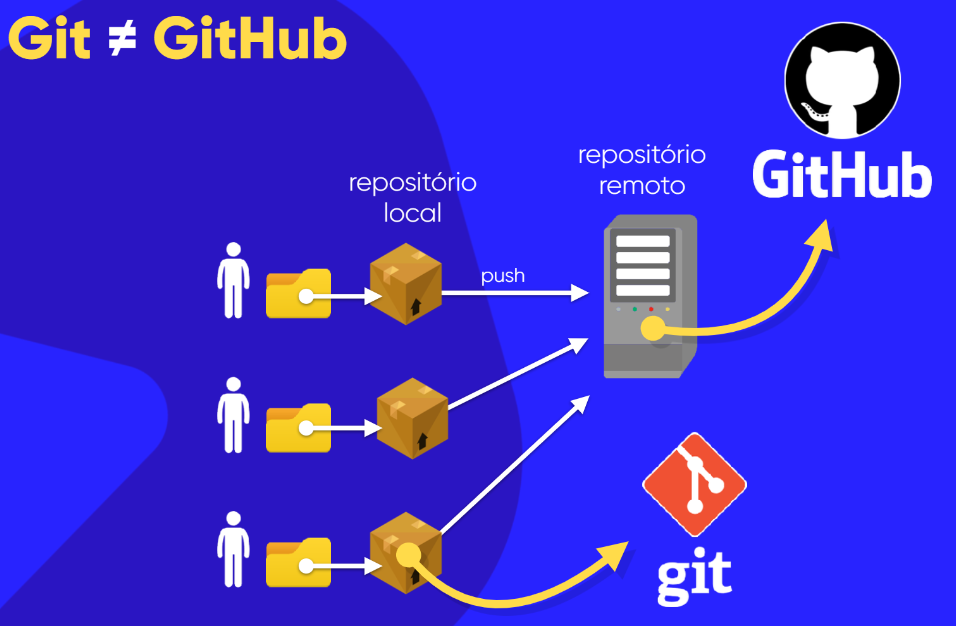 Git ≠ GitHub
GitHub
repositório
remoto
repositório
local
push
git